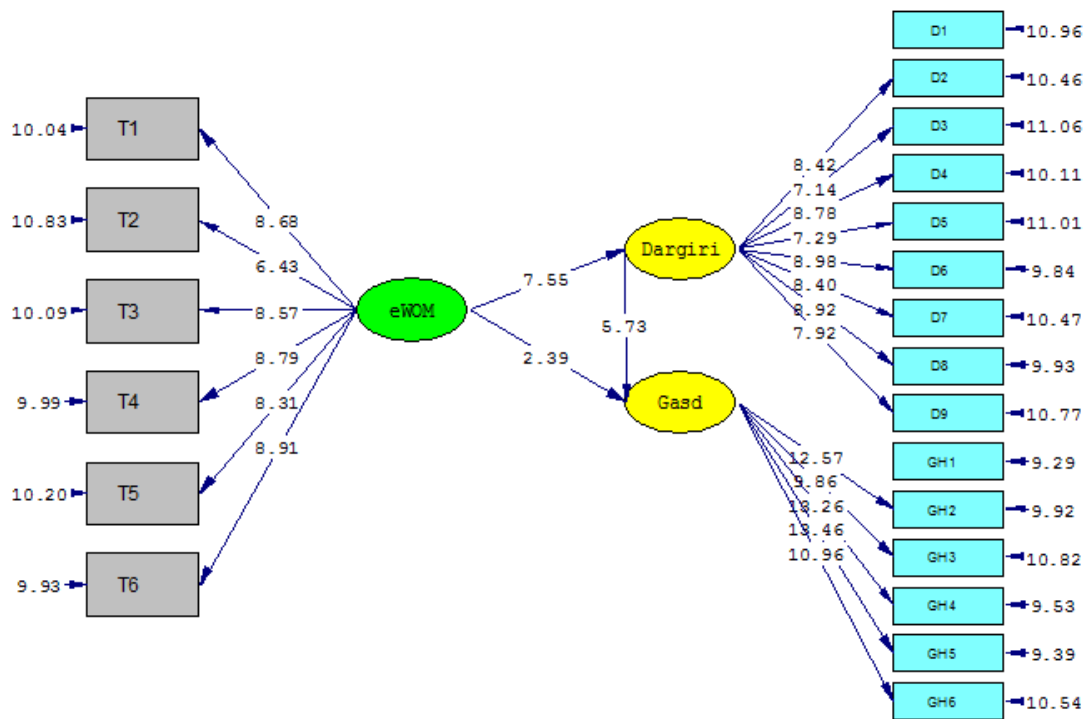 10.04 T1
10.83 T2
10.09 T3
9.99 T4
10.20 T5
9.93 T6
8.68
6.43
8.57
8.79
8.31
8.91
eWOM
7.55
2.39
Dargiri
5.73
Gasd
8.42
7.14
8.78
7.29
8.98
8.40
8.92
7.92
12.57
9.86
13.26
13.46
10.96
D1 10.96
D2 10.46
D3 11.06
D4 10.11
D5 11.01
D6 9.84
D7 10.47
D8 9.93
D9 10.77
GH1 9.29
GH2 9.92
GH3 10.82
GH4 9.53
GH5 9.39
GH6 10.54